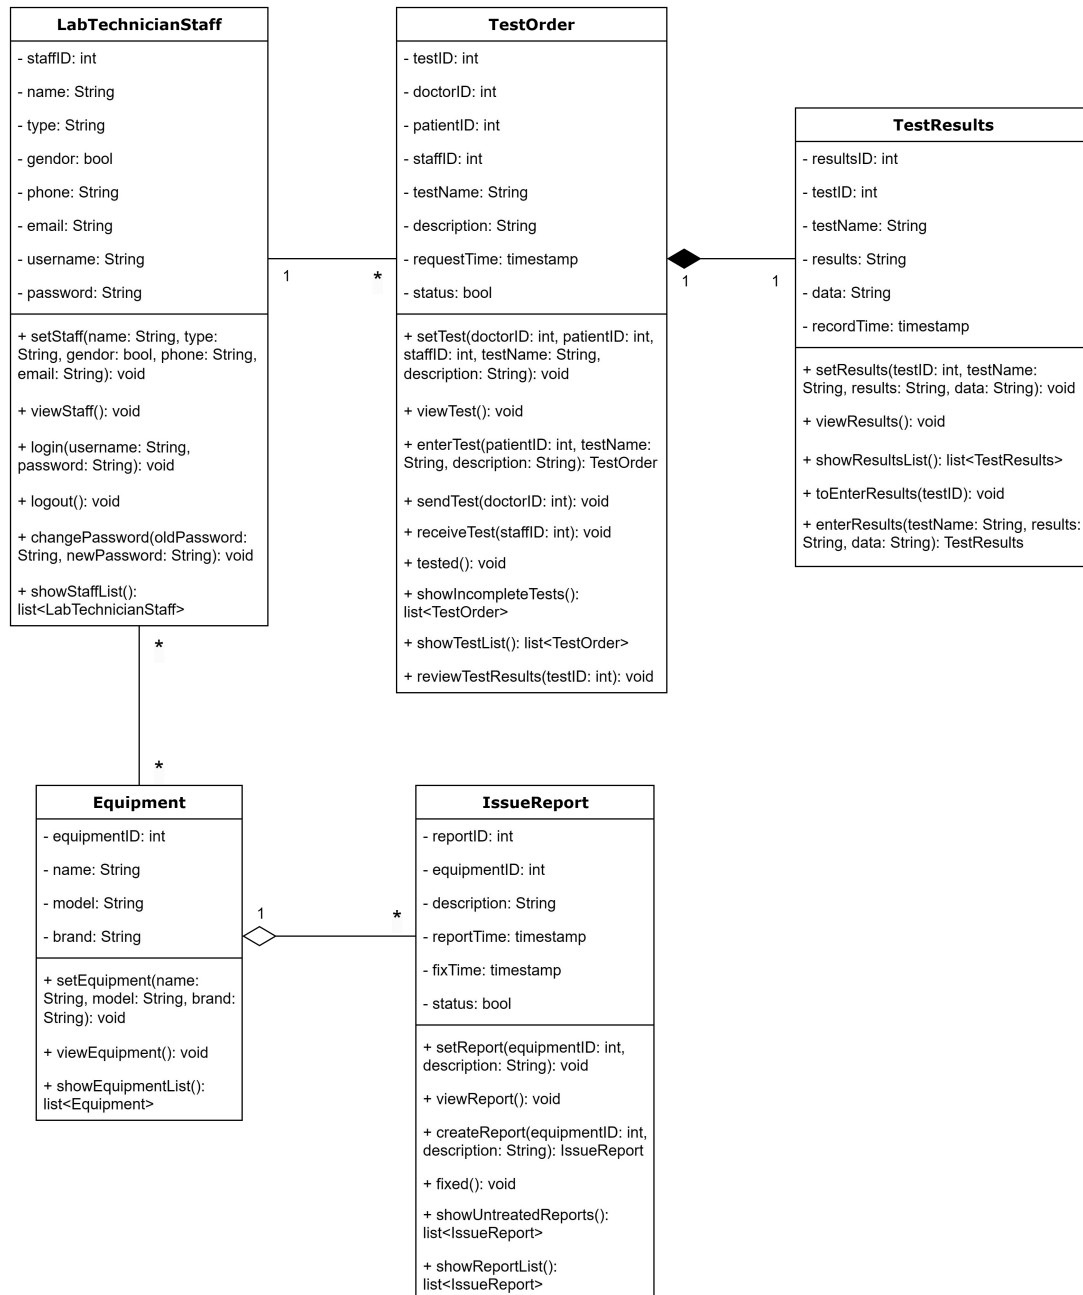 LabTechnicianStaff
- staffID: int
- name: String
- type: String
- gendor: bool
- phone: String
- email: String
- username: String
- password: String
+ setStaff(name: String, type:
String, gendor: bool, phone: String,
email: String): void
+ viewStaff(): void
+ login(username: String,
password: String): void
+ logout(): void
+ changePassword(oldPassword:
String, newPassword: String): void
+ showStaffList():
list<LabTechnicianStaff>
1
*
TestOrder
- testID: int
- doctorID: int
- patientID: int
- staffID: int
- testName: String
- description: String
- requestTime: timestamp
- status: bool
+ setTest(doctorID: int, patientID: int,
staffID: int, testName: String,
description: String): void
+ viewTest(): void
+ enterTest(patientID: int, testName:
String, description: String): TestOrder
+ sendTest(doctorID: int): void
+ receiveTest(staffID: int): void
+ tested(): void
+ showIncompleteTests():
list<TestOrder>
+ showTestList(): list<TestOrder>
+ reviewTestResults(testID: int): void
1
1
TestResults
- resultsID: int
- testID: int
- testName: String
- results: String
- data: String
- recordTime: timestamp
+ setResults(testID: int, testName:
String, results: String, data: String): void
+ viewResults(): void
+ showResultsList(): list<TestResults>
+ toEnterResults(testID): void
+ enterResults(testName: String, results:
String, data: String): TestResults
*
*
Equipment
- equipmentID: int
- name: String
- model: String
- brand: String
+ setEquipment(name:
String, model: String, brand:
String): void
+ viewEquipment(): void
+ showEquipmentList():
list<Equipment>
1
*
IssueReport
- reportID: int
- equipmentID: int
- description: String
- reportTime: timestamp
- fixTime: timestamp
- status: bool
+ setReport(equipmentID: int,
description: String): void
+ viewReport(): void
+ createReport(equipmentID: int,
description: String): IssueReport
+ fixed(): void
+ showUntreatedReports():
list<IssueReport>
+ showReportList():
list<IssueReport>